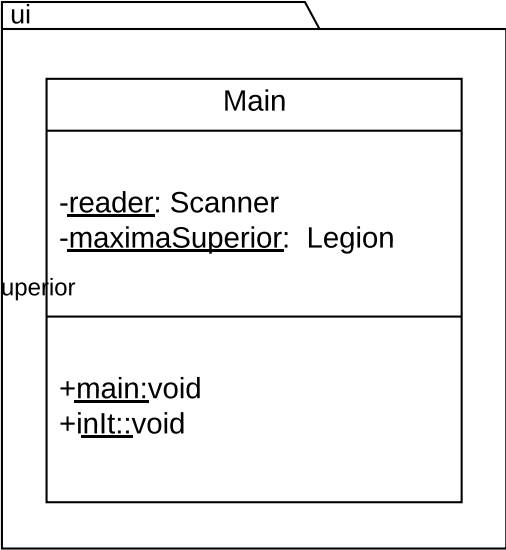 ui
Main
-reader: Scanner
-maximaSuperior:  Legion
uperior
+main:void
+inIt::void